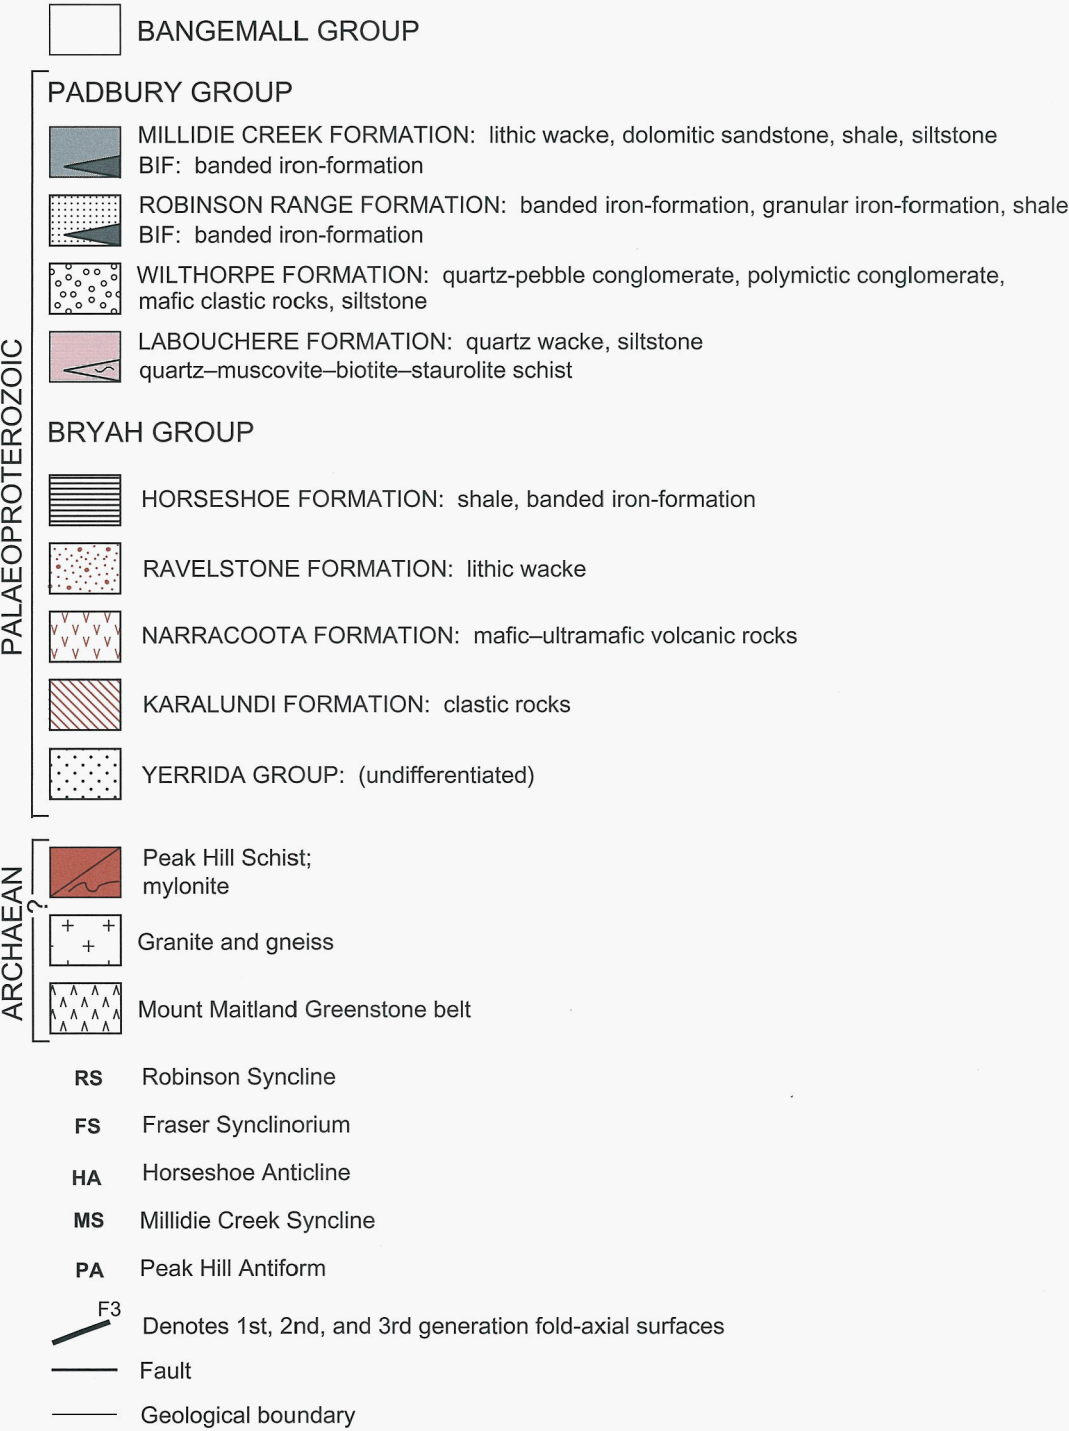 BANGEMALL GROUP
PADBURY GROUP
MILLIDIE CREEK FORMATION: lithic wacke, dolomitic sandstone, shale, siltstone
BIF: banded iron-formation
ROBINSON RANGE FORMATION: banded iron-formation, granular iron-formation, shale
BIF: banded iron-formation
WILTHORPE FORMATION: quartz-pebble conglomerate, polymictic conglomerate,
mafic clastic rocks, siltstone
LABOUCHERE FORMATION: quartz wacke, siltstone
quartz–muscovite–biotite–staurolite schist
PALAEOPROTEROZOIC
BRYAH GROUP
HORSESHOE FORMATION: shale, banded iron-formation
RAVELSTONE FORMATION: lithic wacke
NARRACOOTA FORMATION: mafic–ultramafic volcanic rocks
KARALUNDI FORMATION: clastic rocks
YERRIDA GROUP: (undifferentiated)
ARCHAEAN
?
Peak Hill Schist;
mylonite
Granite and gneiss
Mount Maitland Greenstone belt
RS Robinson Syncline
FS Fraser Synclinorium
HA Horseshoe Anticline
MS Millidie Creek Syncline
PA Peak Hill Antiform
F3
Denotes 1st, 2nd, and 3rd generation fold-axial surfaces
Fault
Geological boundary